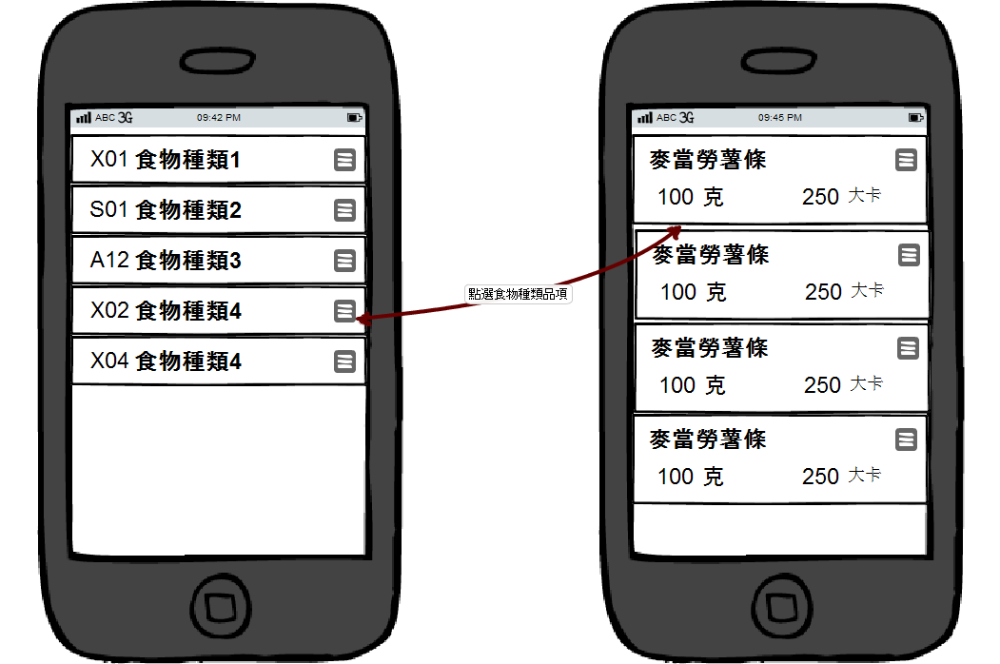 ABC 3G 09:42 PM
X01 食物種類1
S01 食物種類2
A12 食物種類3
X02 食物種類4
X04 食物種類4
點選食物種類品項
ABC 3G 09:45 PM
麥當勞薯條
100 克 250 大卡
麥當勞薯條
100 克 250 大卡
麥當勞薯條
100 克 250 大卡
麥當勞薯條
100 克 250 大卡